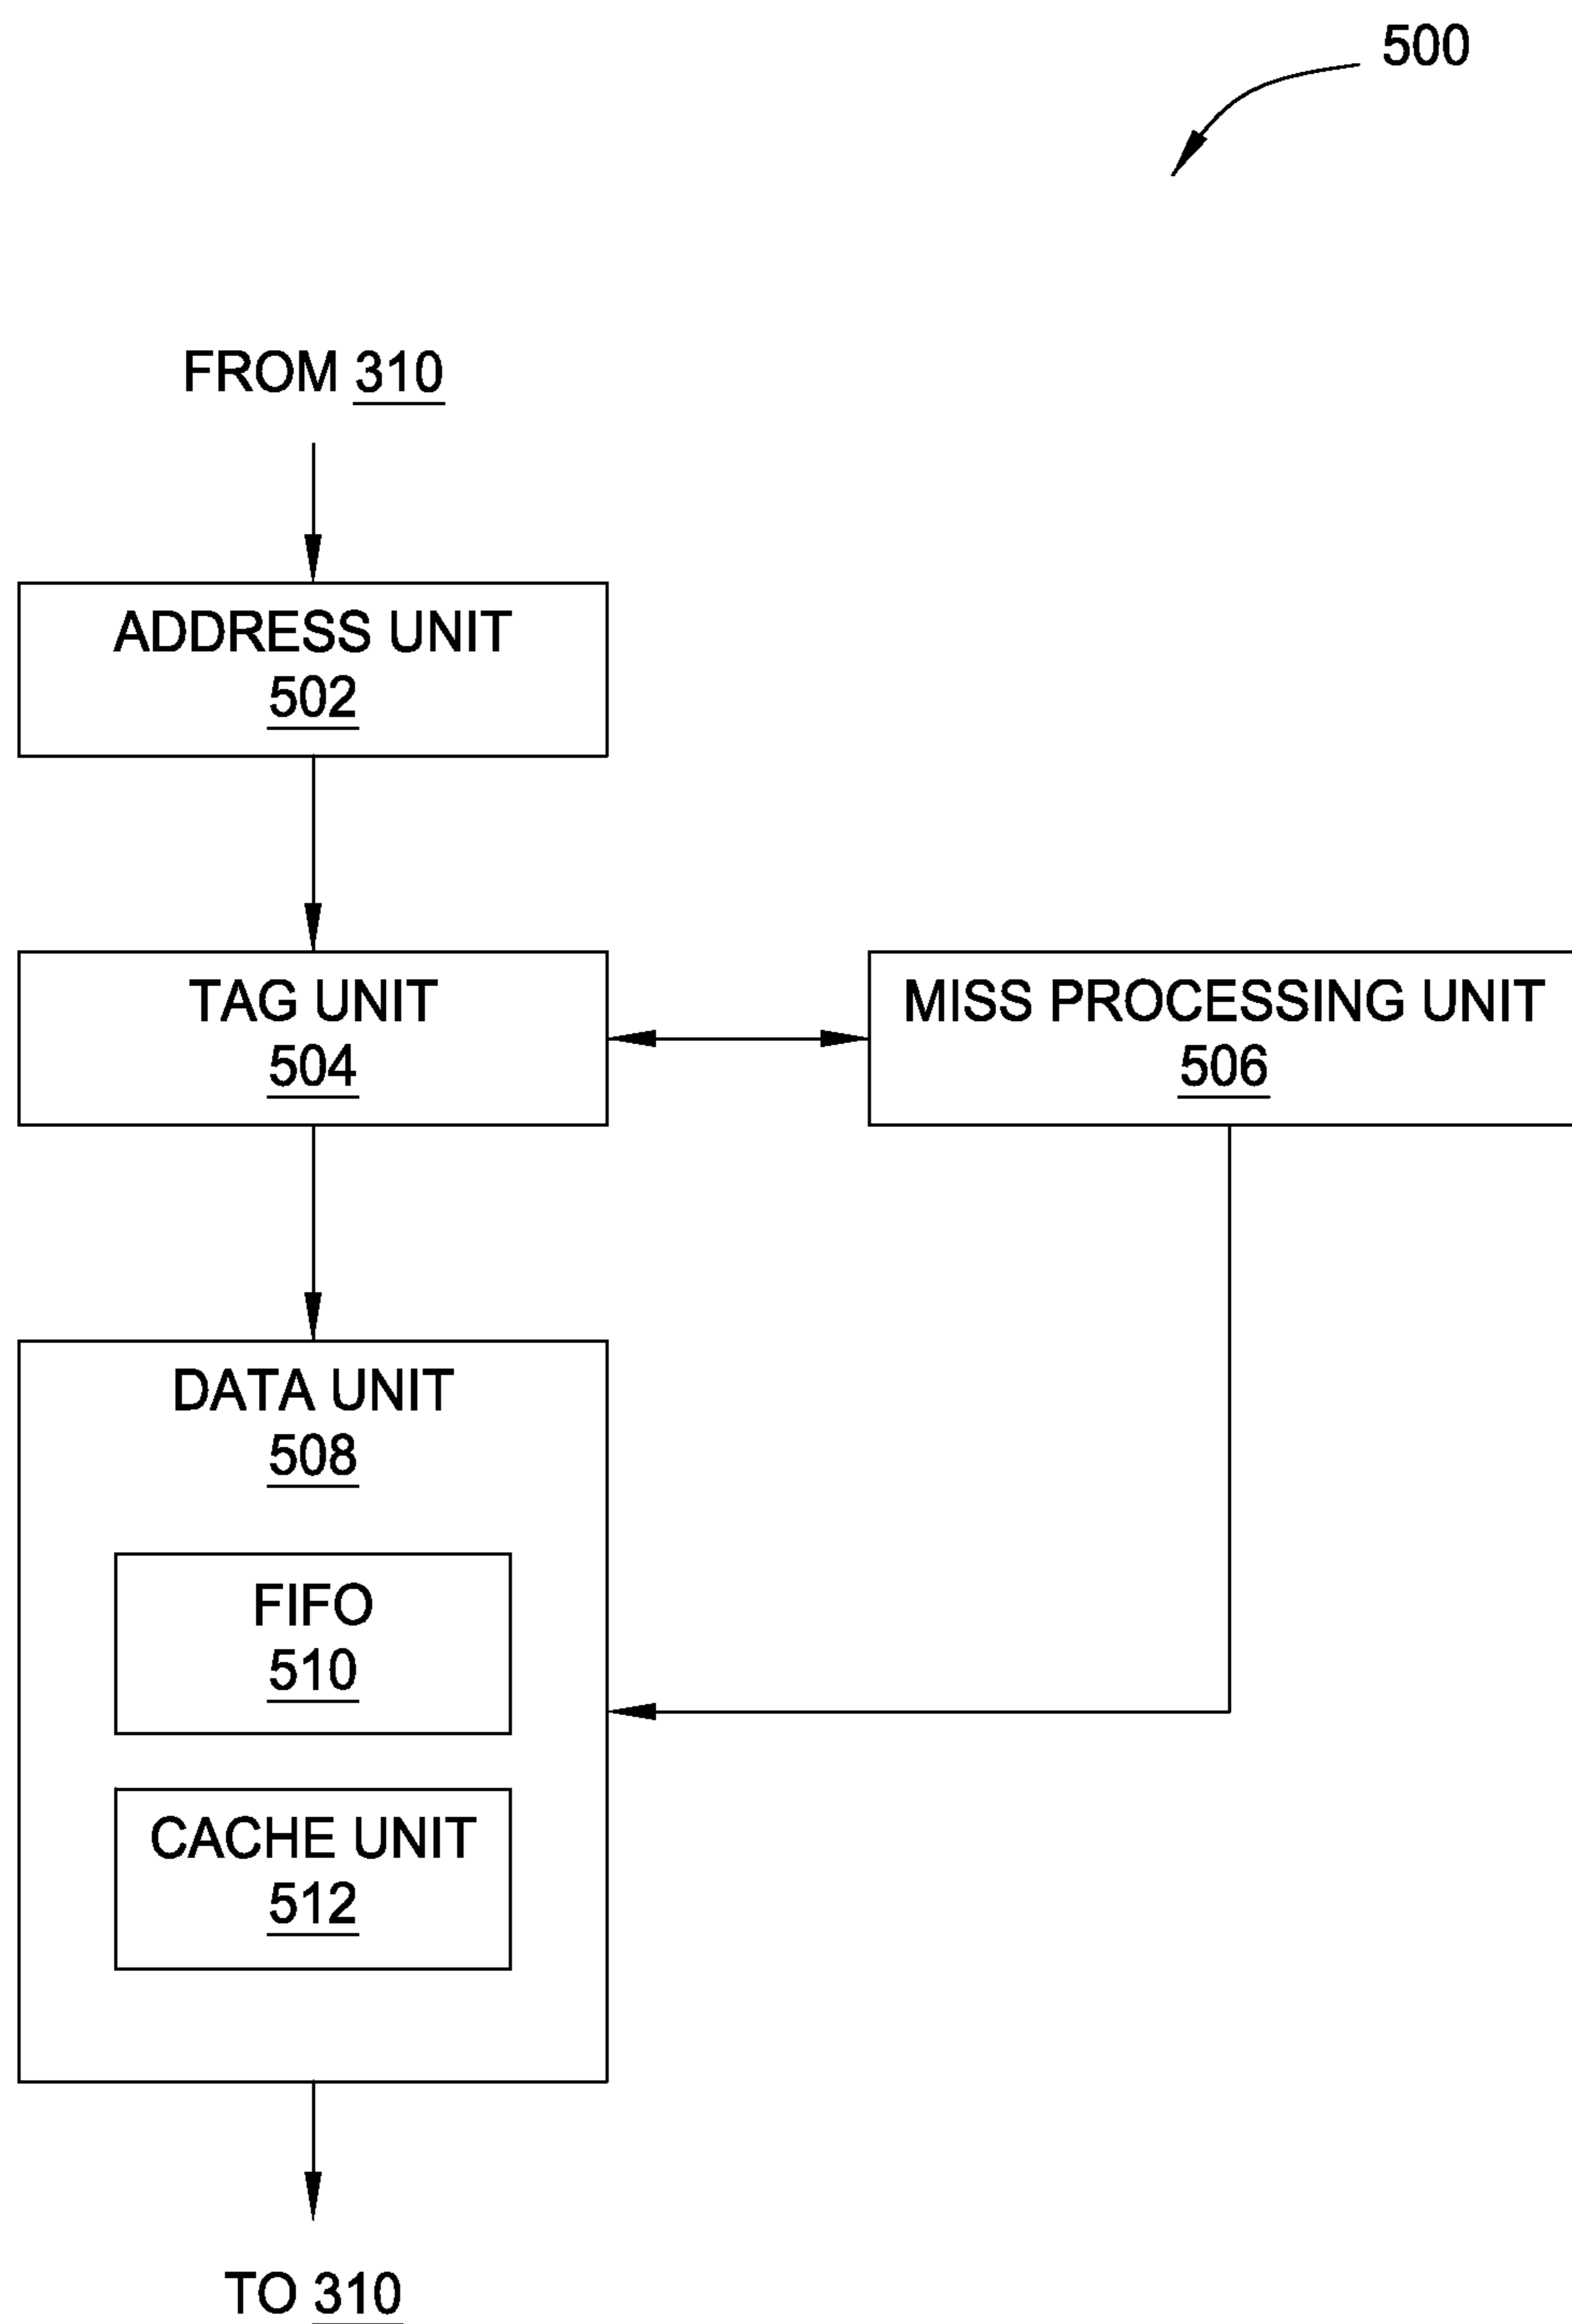 500
FROM 310
ADDRESS UNIT
502
TAG UNIT
504
MISS PROCESSING UNIT
506
DATA UNIT
508
FIFO
510
CACHE UNIT
512
TO 310